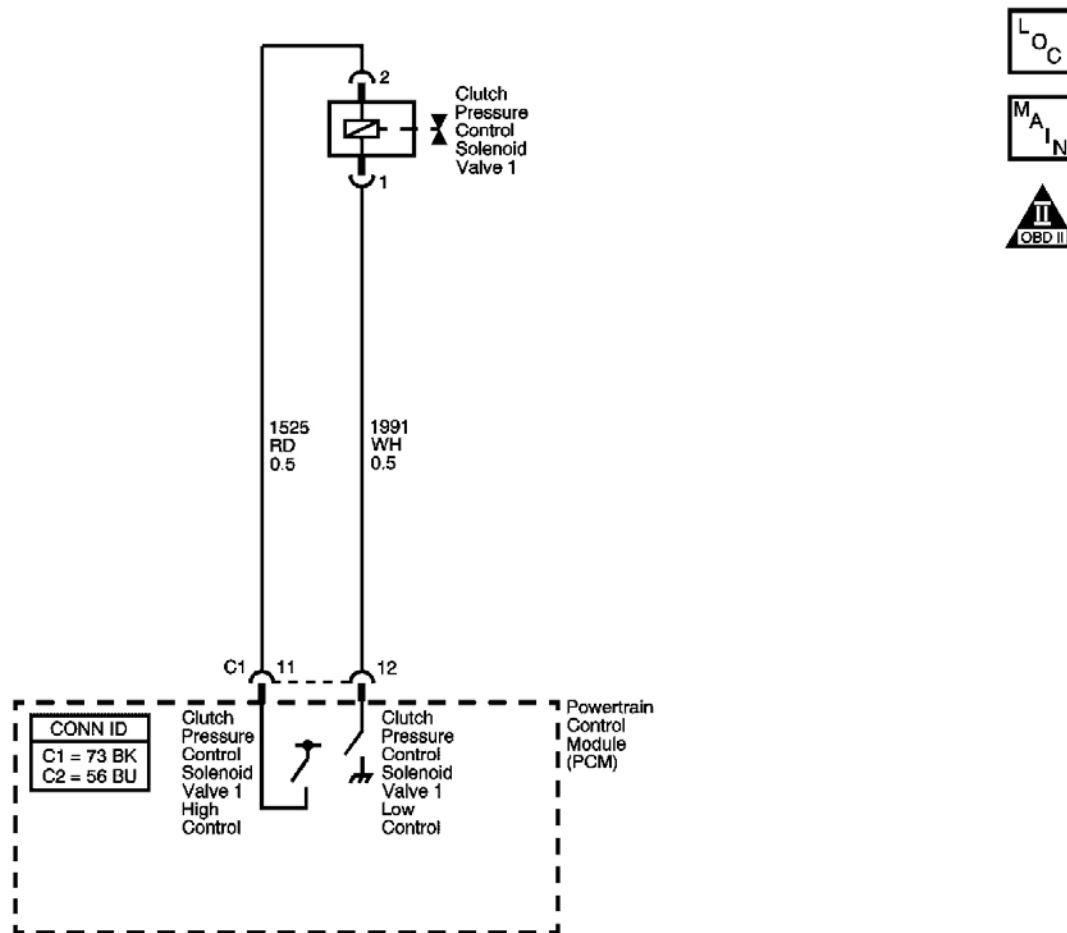 LOC
2
Clutch
Pressure
Control
Solenoid
Valve 1
MAIN
1
II
OBD II
1525
RD
0.5
1991
WH
0.5
C1 11
12
CONN ID
C1 = 73 BK
C2 = 56 BU
Clutch
Pressure
Control
Solenoid
Valve 1
High
Control
Clutch
Pressure
Control
Solenoid
Valve 1
Low
Control
Powertrain
Control
Module
(PCM)